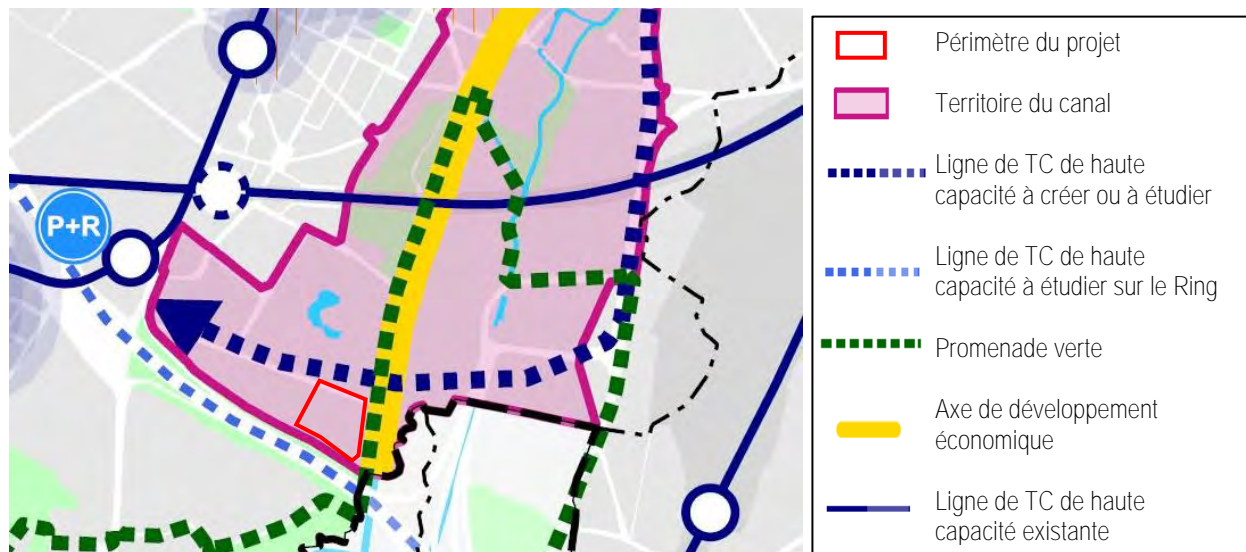 P+R
Périmètre du projet
Territoire du canal
Ligne de TC de haute
capacité à créer ou à étudier
Ligne de TC de haute
capacité à étudier sur le Ring
Promenade verte
Axe de développement
économique
Ligne de TC de haute
capacité existante